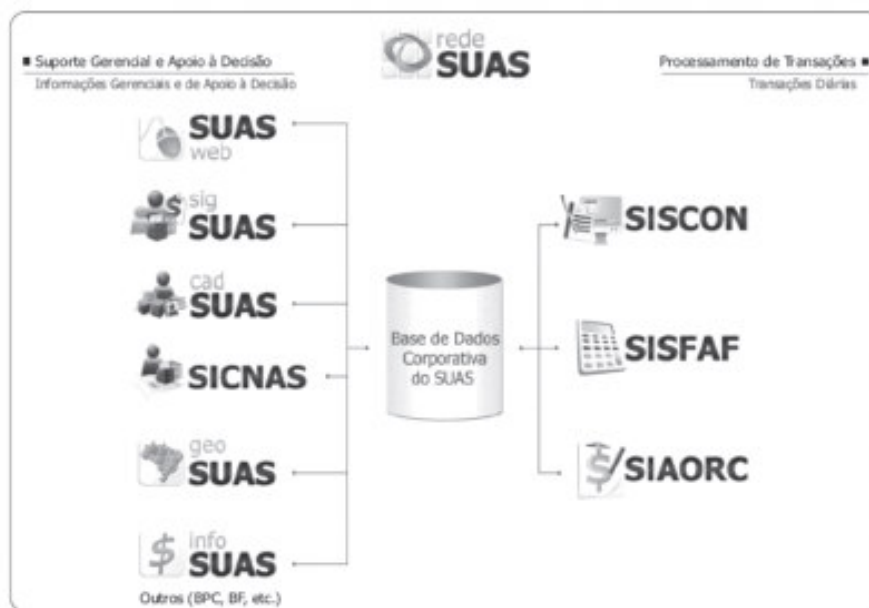 rede
SUAS
■ Suporte Gerencial e Apoio à Decisão
Informações Gerenciais e de Apoio à Decisão
Processamento de Transações ■
Transações Diárias
SUAS
web
sig
SUAS
cad
SUAS
SICNAS
geo
SUAS
info
SUAS
Outros (BPC, BF, etc.)
Base de Dados
Corporativa
do SUAS
SISCON
SISFAF
SIAORC